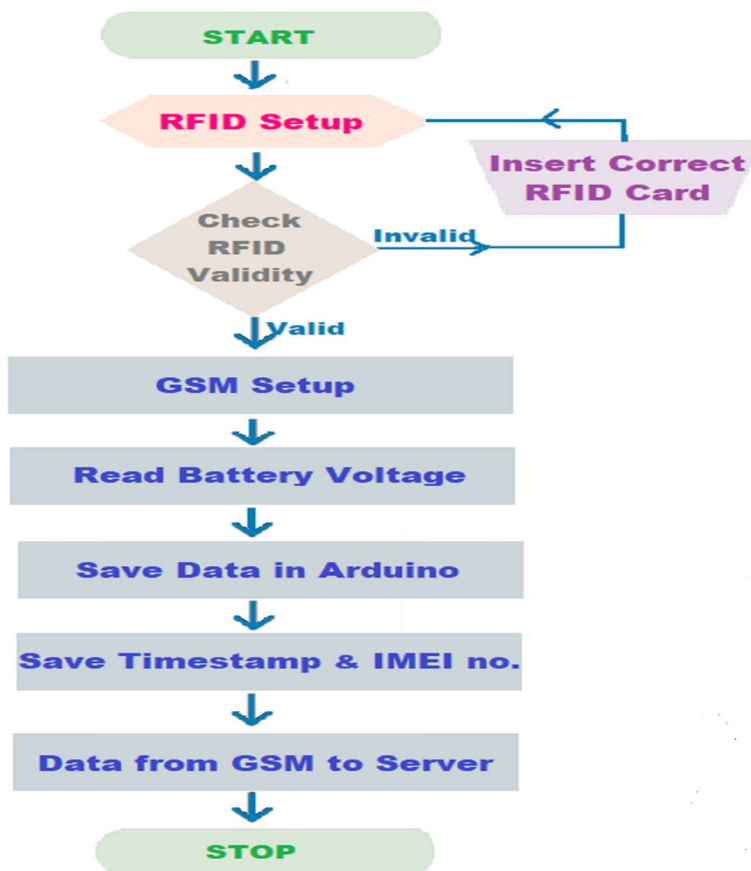 START
RFID Setup
Insert Correct
RFID Card
Check
RFID
Validity
Invalid
Valid
GSM Setup
Read Battery Voltage
Save Data in Arduino
Save Timestamp & IMEI no.
Data from GSM to Server
STOP